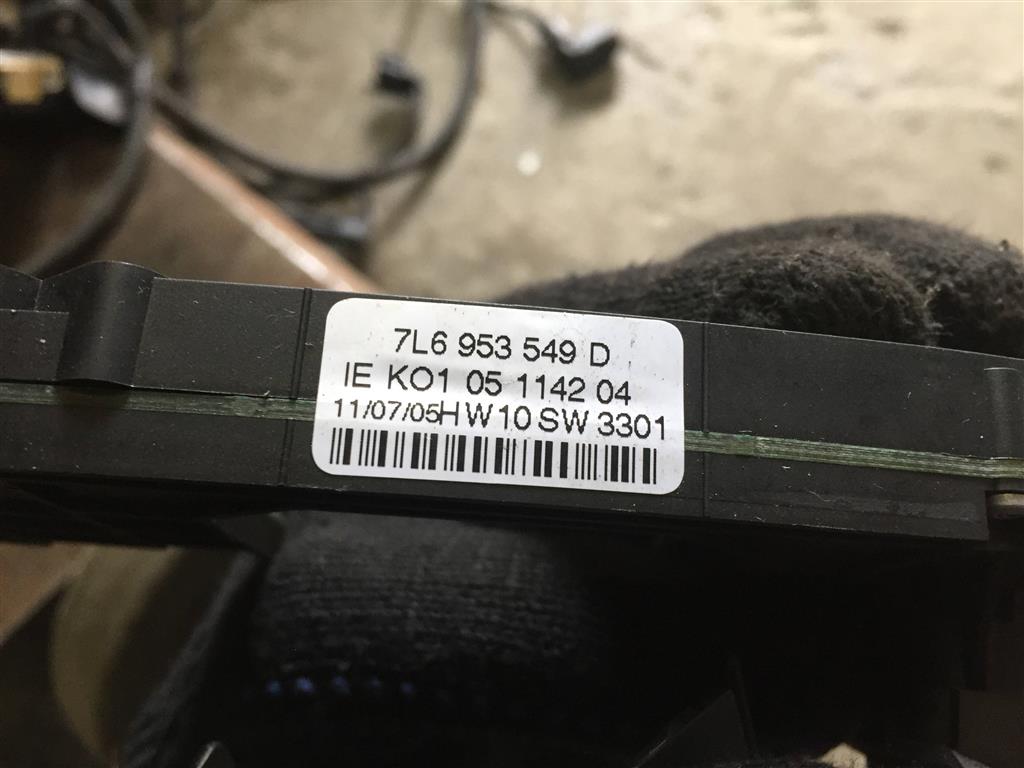 7L6 953 549 D
IE KO1 05 1142 04
11/07/05H W10 SW 3301